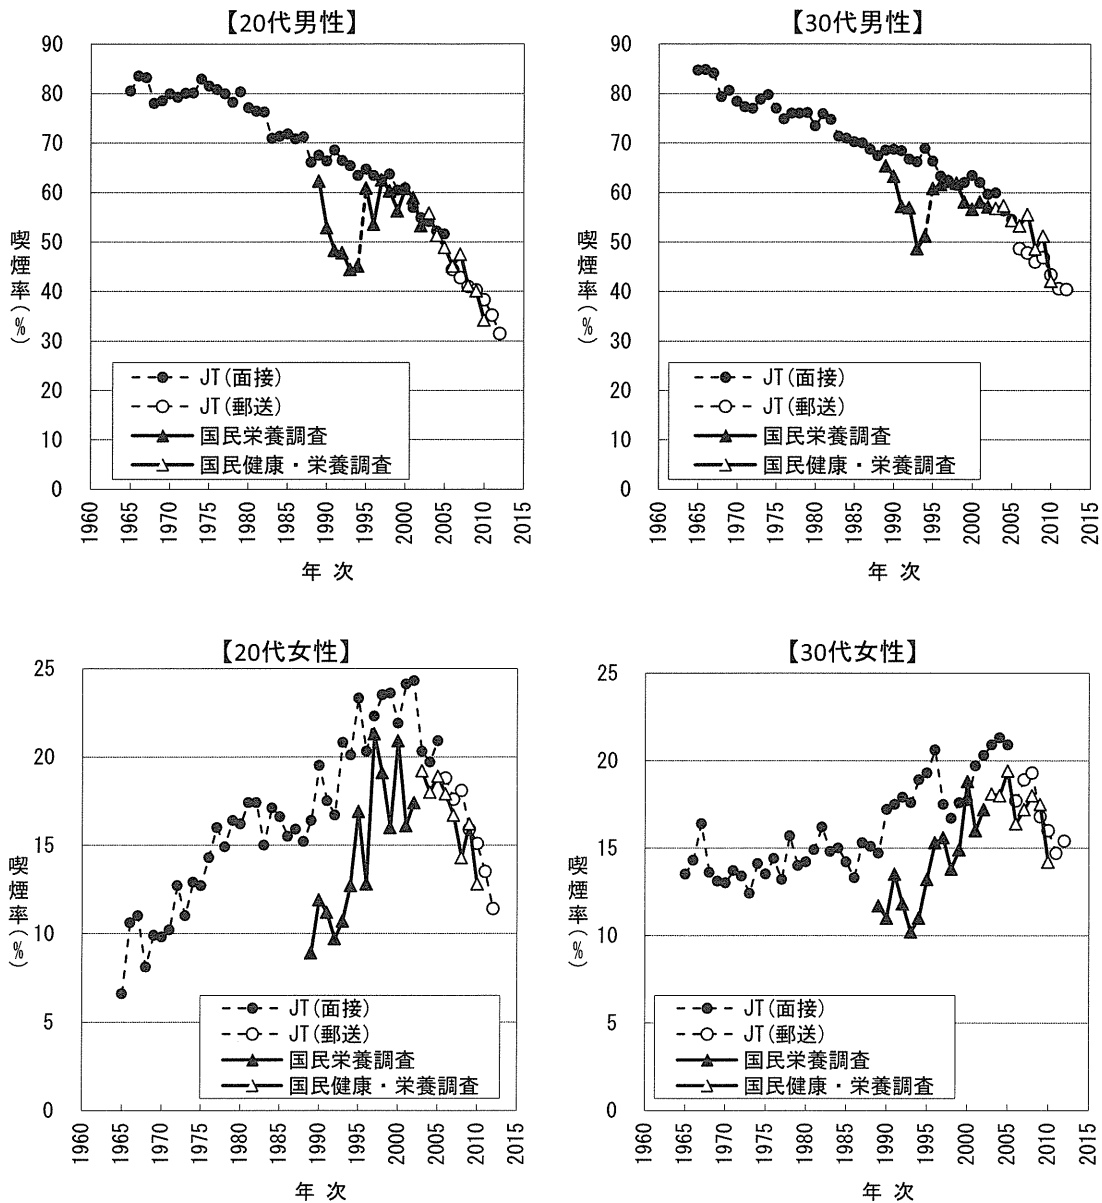 【20代男性】
90
80
70
60
50
40
30
20
10
0
喫煙率(%)
JT(面接)
JT(郵送)
国民栄養調査
国民健康・栄養調査
1960
1965
1970
1975
1980
1985
1990
1995
2000
2005
2010
2015
年 次
【30代男性】
90
80
70
60
50
40
30
20
10
0
喫煙率(%)
JT(面接)
JT(郵送)
国民栄養調査
国民健康・栄養調査
1960
1965
1970
1975
1980
1985
1990
1995
2000
2005
2010
2015
年 次
【20代女性】
25
20
15
10
5
0
喫煙率(%)
JT(面接)
JT(郵送)
国民栄養調査
国民健康・栄養調査
1960
1965
1970
1975
1980
1985
1990
1995
2000
2005
2010
2015
年 次
【30代女性】
25
20
15
10
5
0
喫煙率(%)
JT(面接)
JT(郵送)
国民栄養調査
国民健康・栄養調査
1960
1965
1970
1975
1980
1985
1990
1995
2000
2005
2010
2015
年 次